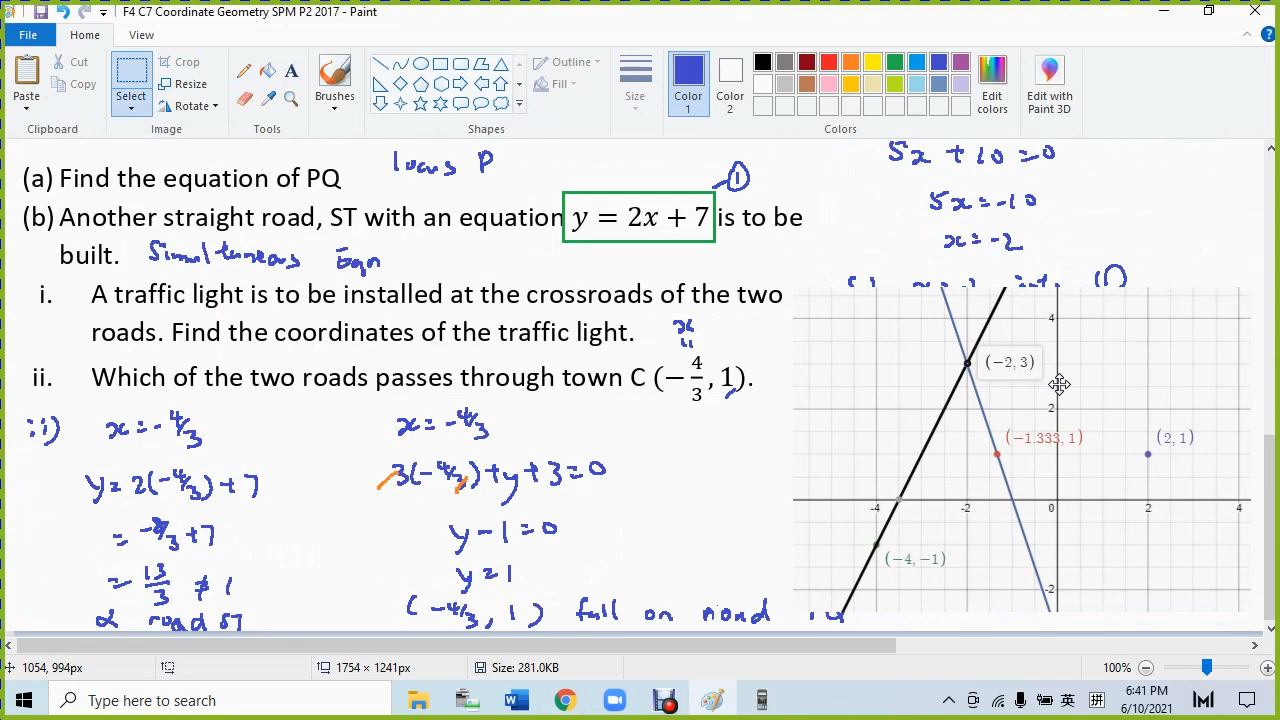 F4 C7 Coordinate Geometry SPM P2 2017 - Paint
File Home View
Paste Cut Copy
Select Crop Resize Rotate
Brushes
Outline Fill
Size
Color 1 Color 2 Edit colors Edit with Paint 3D
Clipboard Image Tools Shapes Colors
locus P
(a) Find the equation of PQ
①
(b) Another straight road, ST with an equation y = 2x + 7 is to be
built. Simultaneous Eqn
i. A traffic light is to be installed at the crossroads of the two
roads. Find the coordinates of the traffic light.
x
ii. Which of the two roads passes through town C (−4/3, 1).
5x + 10 = 0
5x = -10
x = -2
ii) x = -4/3
y = 2(-4/3) + 7
= -8/3 + 7
= 13/3 ≠ 1
road ST
x = -4/3
3(-4/3) + y + 3 = 0
y - 1 = 0
y = 1
(-4/3, 1) fall on road
4
(−2, 3)
2
(−1.333, 1)
(2, 1)
-4 -2 0 2 4
(−4, −1)
-2
1054, 994px
1754 × 1241px
Size: 281.0KB
100%
Type here to search
英 拼
6:41 PM
6/10/2021